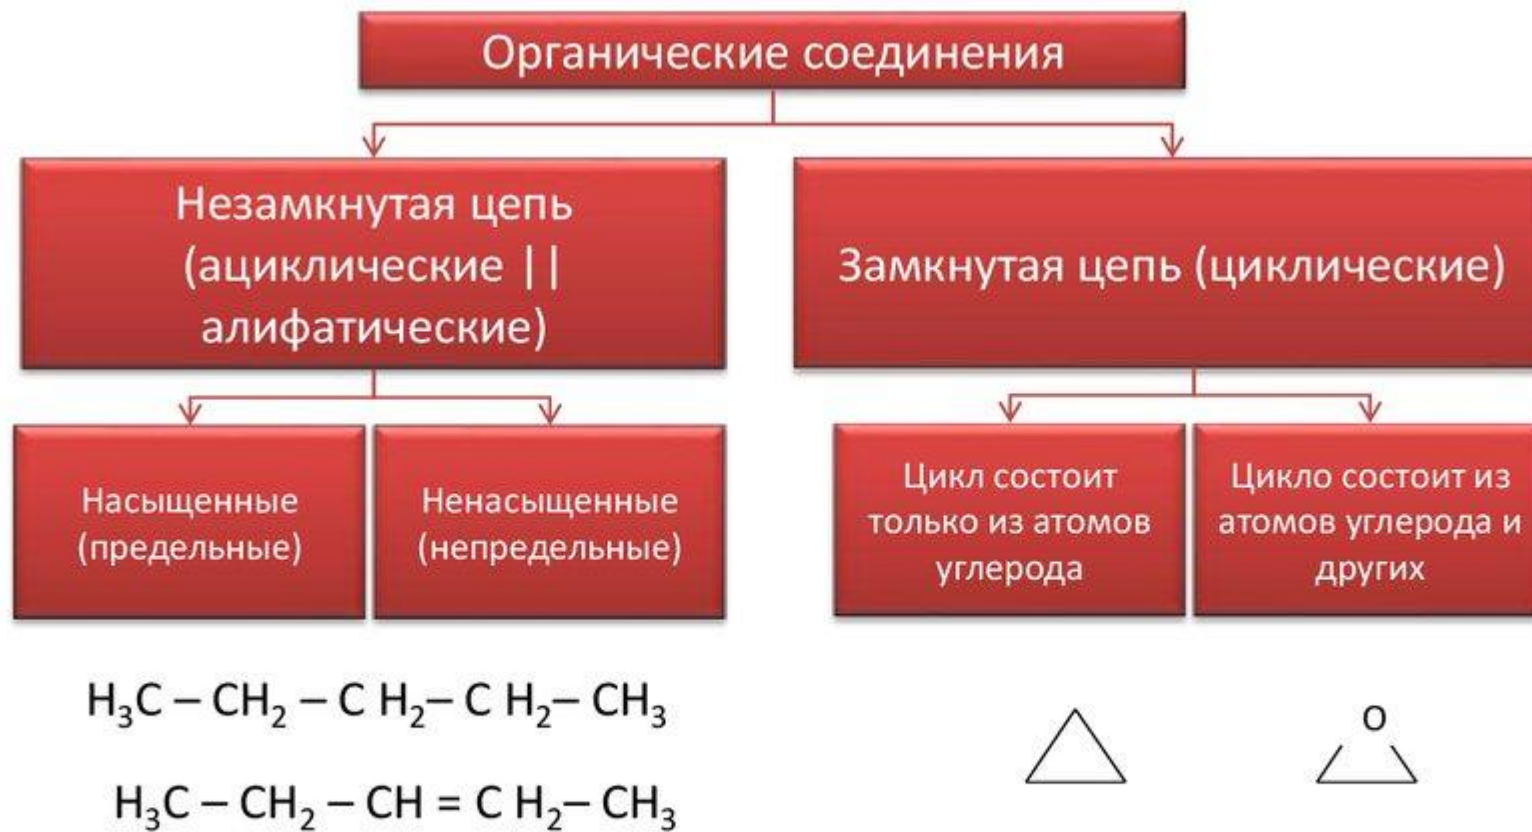 Органические соединения
Незамкнутая цепь
(ациклические ||
алифатические)
Замкнутая цепь (циклические)
Насыщенные
(предельные)
Ненасыщенные
(непредельные)
Цикл состоит
только из атомов
углерода
Цикло состоит из
атомов углерода и
других
H₃C – CH₂ – C H₂– C H₂– CH₃
O
H₃C – CH₂ – CH = C H₂– CH₃